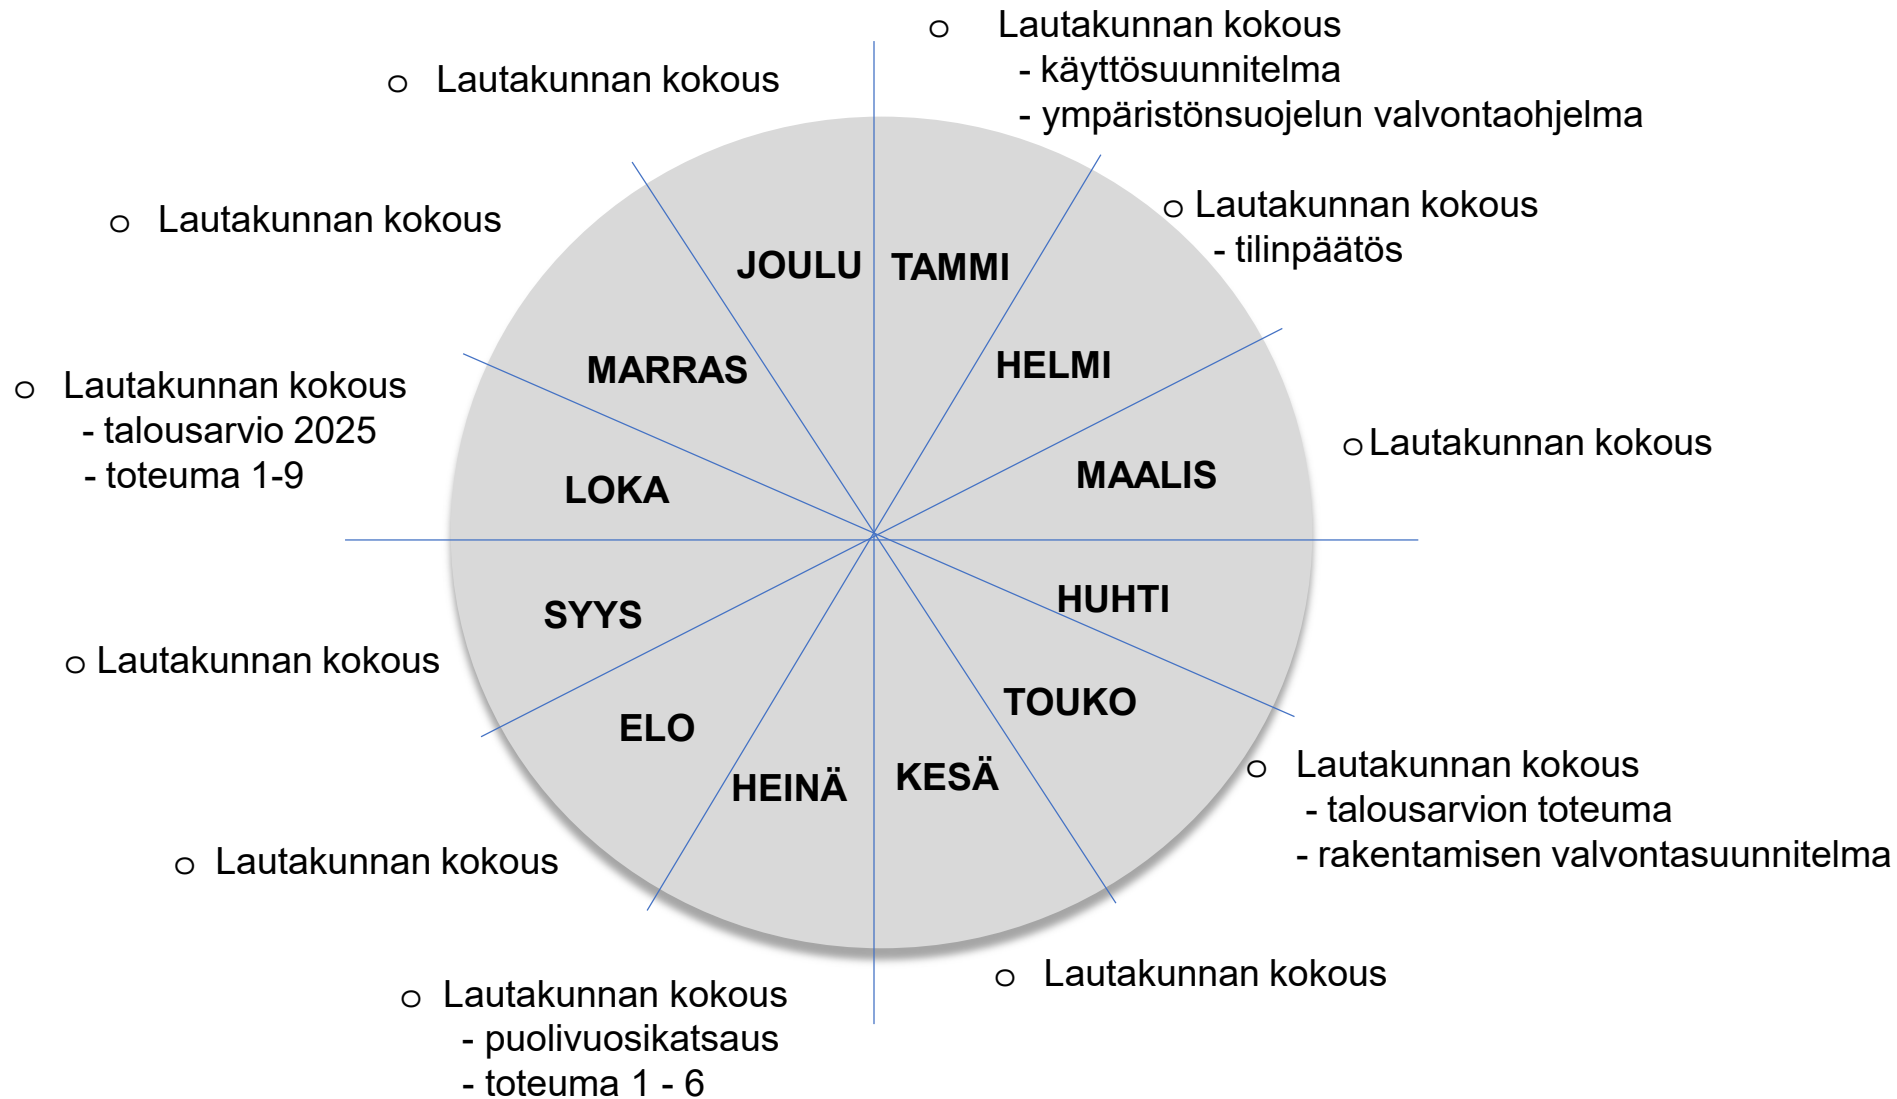 ○ Lautakunnan kokous
- käyttösuunnitelma
- ympäristönsuojelun valvontaohjelma
○ Lautakunnan kokous
- tilinpäätös
○ Lautakunnan kokous
○ Lautakunnan kokous
- talousarvion toteuma
- rakentamisen valvontasuunnitelma
○ Lautakunnan kokous
○ Lautakunnan kokous
- puolivuosikatsaus
- toteuma 1 - 6
○ Lautakunnan kokous
○ Lautakunnan kokous
○ Lautakunnan kokous
- talousarvio 2025
- toteuma 1-9
○ Lautakunnan kokous
○ Lautakunnan kokous
TAMMI
HELMI
MAALIS
HUHTI
TOUKO
KESÄ
HEINÄ
ELO
SYYS
LOKA
MARRAS
JOULU